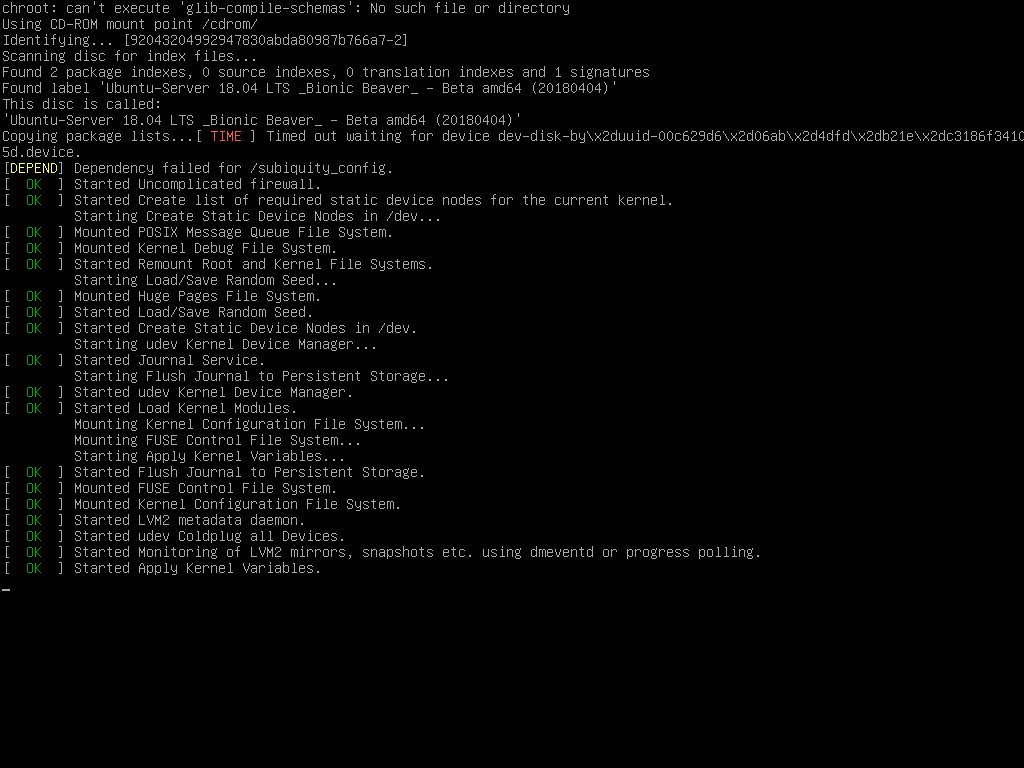 chroot: can't execute 'glib-compile-schemas': No such file or directory
Using CD-ROM mount point /cdrom/
Identifying... [92043204992947830abda80987b766a7-2]
Scanning disc for index files...
Found 2 package indexes, 0 source indexes, 0 translation indexes and 1 signatures
Found label 'Ubuntu-Server 18.04 LTS _Bionic Beaver_ - Beta amd64 (20180404)'
This disc is called:
'Ubuntu-Server 18.04 LTS _Bionic Beaver_ - Beta amd64 (20180404)'
Copying package lists...[ TIME ] Timed out waiting for device dev-disk-by\x2duuid-00c629d6\x2d06ab\x2d4dfd\x2db21e\x2dc3186f3410
5d.device.
[DEPEND] Dependency failed for /subiquity_config.
[  OK  ] Started Uncomplicated firewall.
[  OK  ] Started Create list of required static device nodes for the current kernel.
         Starting Create Static Device Nodes in /dev...
[  OK  ] Mounted POSIX Message Queue File System.
[  OK  ] Mounted Kernel Debug File System.
[  OK  ] Started Remount Root and Kernel File Systems.
         Starting Load/Save Random Seed...
[  OK  ] Mounted Huge Pages File System.
[  OK  ] Started Load/Save Random Seed.
[  OK  ] Started Create Static Device Nodes in /dev.
         Starting udev Kernel Device Manager...
[  OK  ] Started Journal Service.
         Starting Flush Journal to Persistent Storage...
[  OK  ] Started udev Kernel Device Manager.
[  OK  ] Started Load Kernel Modules.
         Mounting Kernel Configuration File System...
         Mounting FUSE Control File System...
         Starting Apply Kernel Variables...
[  OK  ] Started Flush Journal to Persistent Storage.
[  OK  ] Mounted FUSE Control File System.
[  OK  ] Mounted Kernel Configuration File System.
[  OK  ] Started LVM2 metadata daemon.
[  OK  ] Started udev Coldplug all Devices.
[  OK  ] Started Monitoring of LVM2 mirrors, snapshots etc. using dmeventd or progress polling.
[  OK  ] Started Apply Kernel Variables.